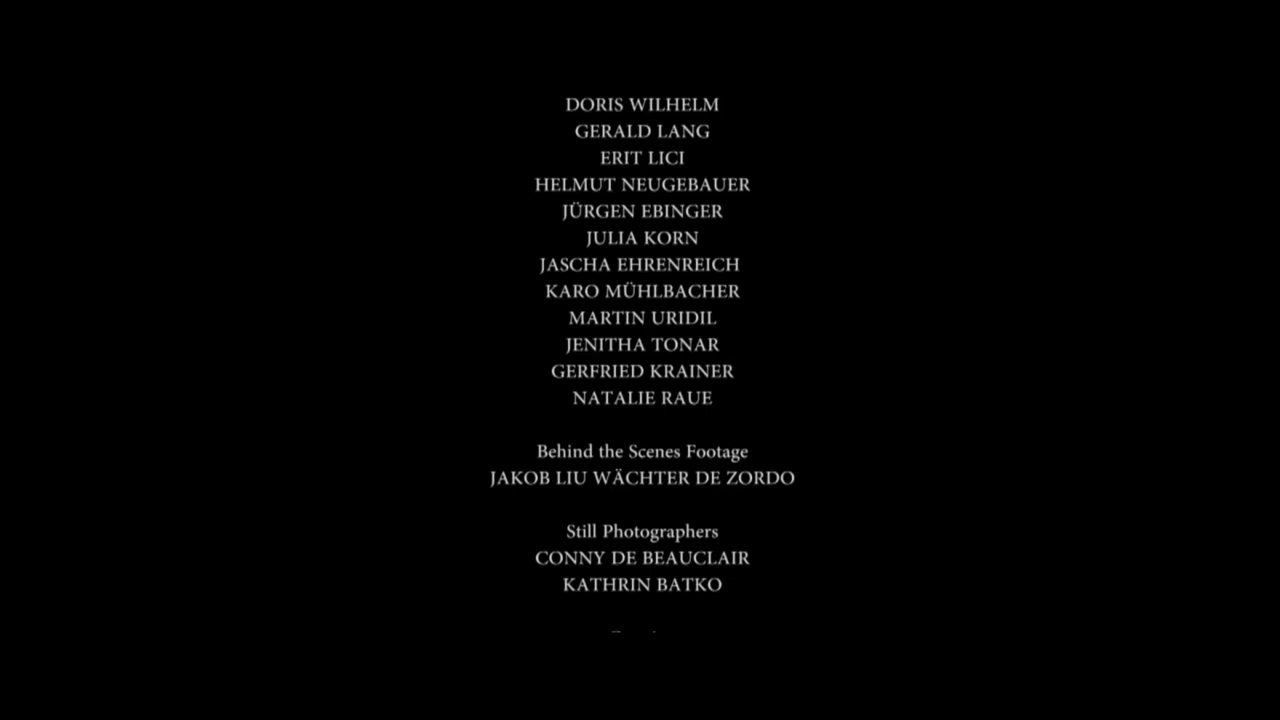 DORIS WILHELM
GERALD LANG
ERIT LICI
HELMUT NEUGEBAUER
JÜRGEN EBINGER
JULIA KORN
JASCHA EHRENREICH
KARO MÜHLBACHER
MARTIN URIDIL
JENITHA TONAR
GERFRIED KRAINER
NATALIE RAUE
Behind the Scenes Footage
JAKOB LIU WÄCHTER DE ZORDO
Still Photographers
CONNY DE BEAUCLAIR
KATHRIN BATKO